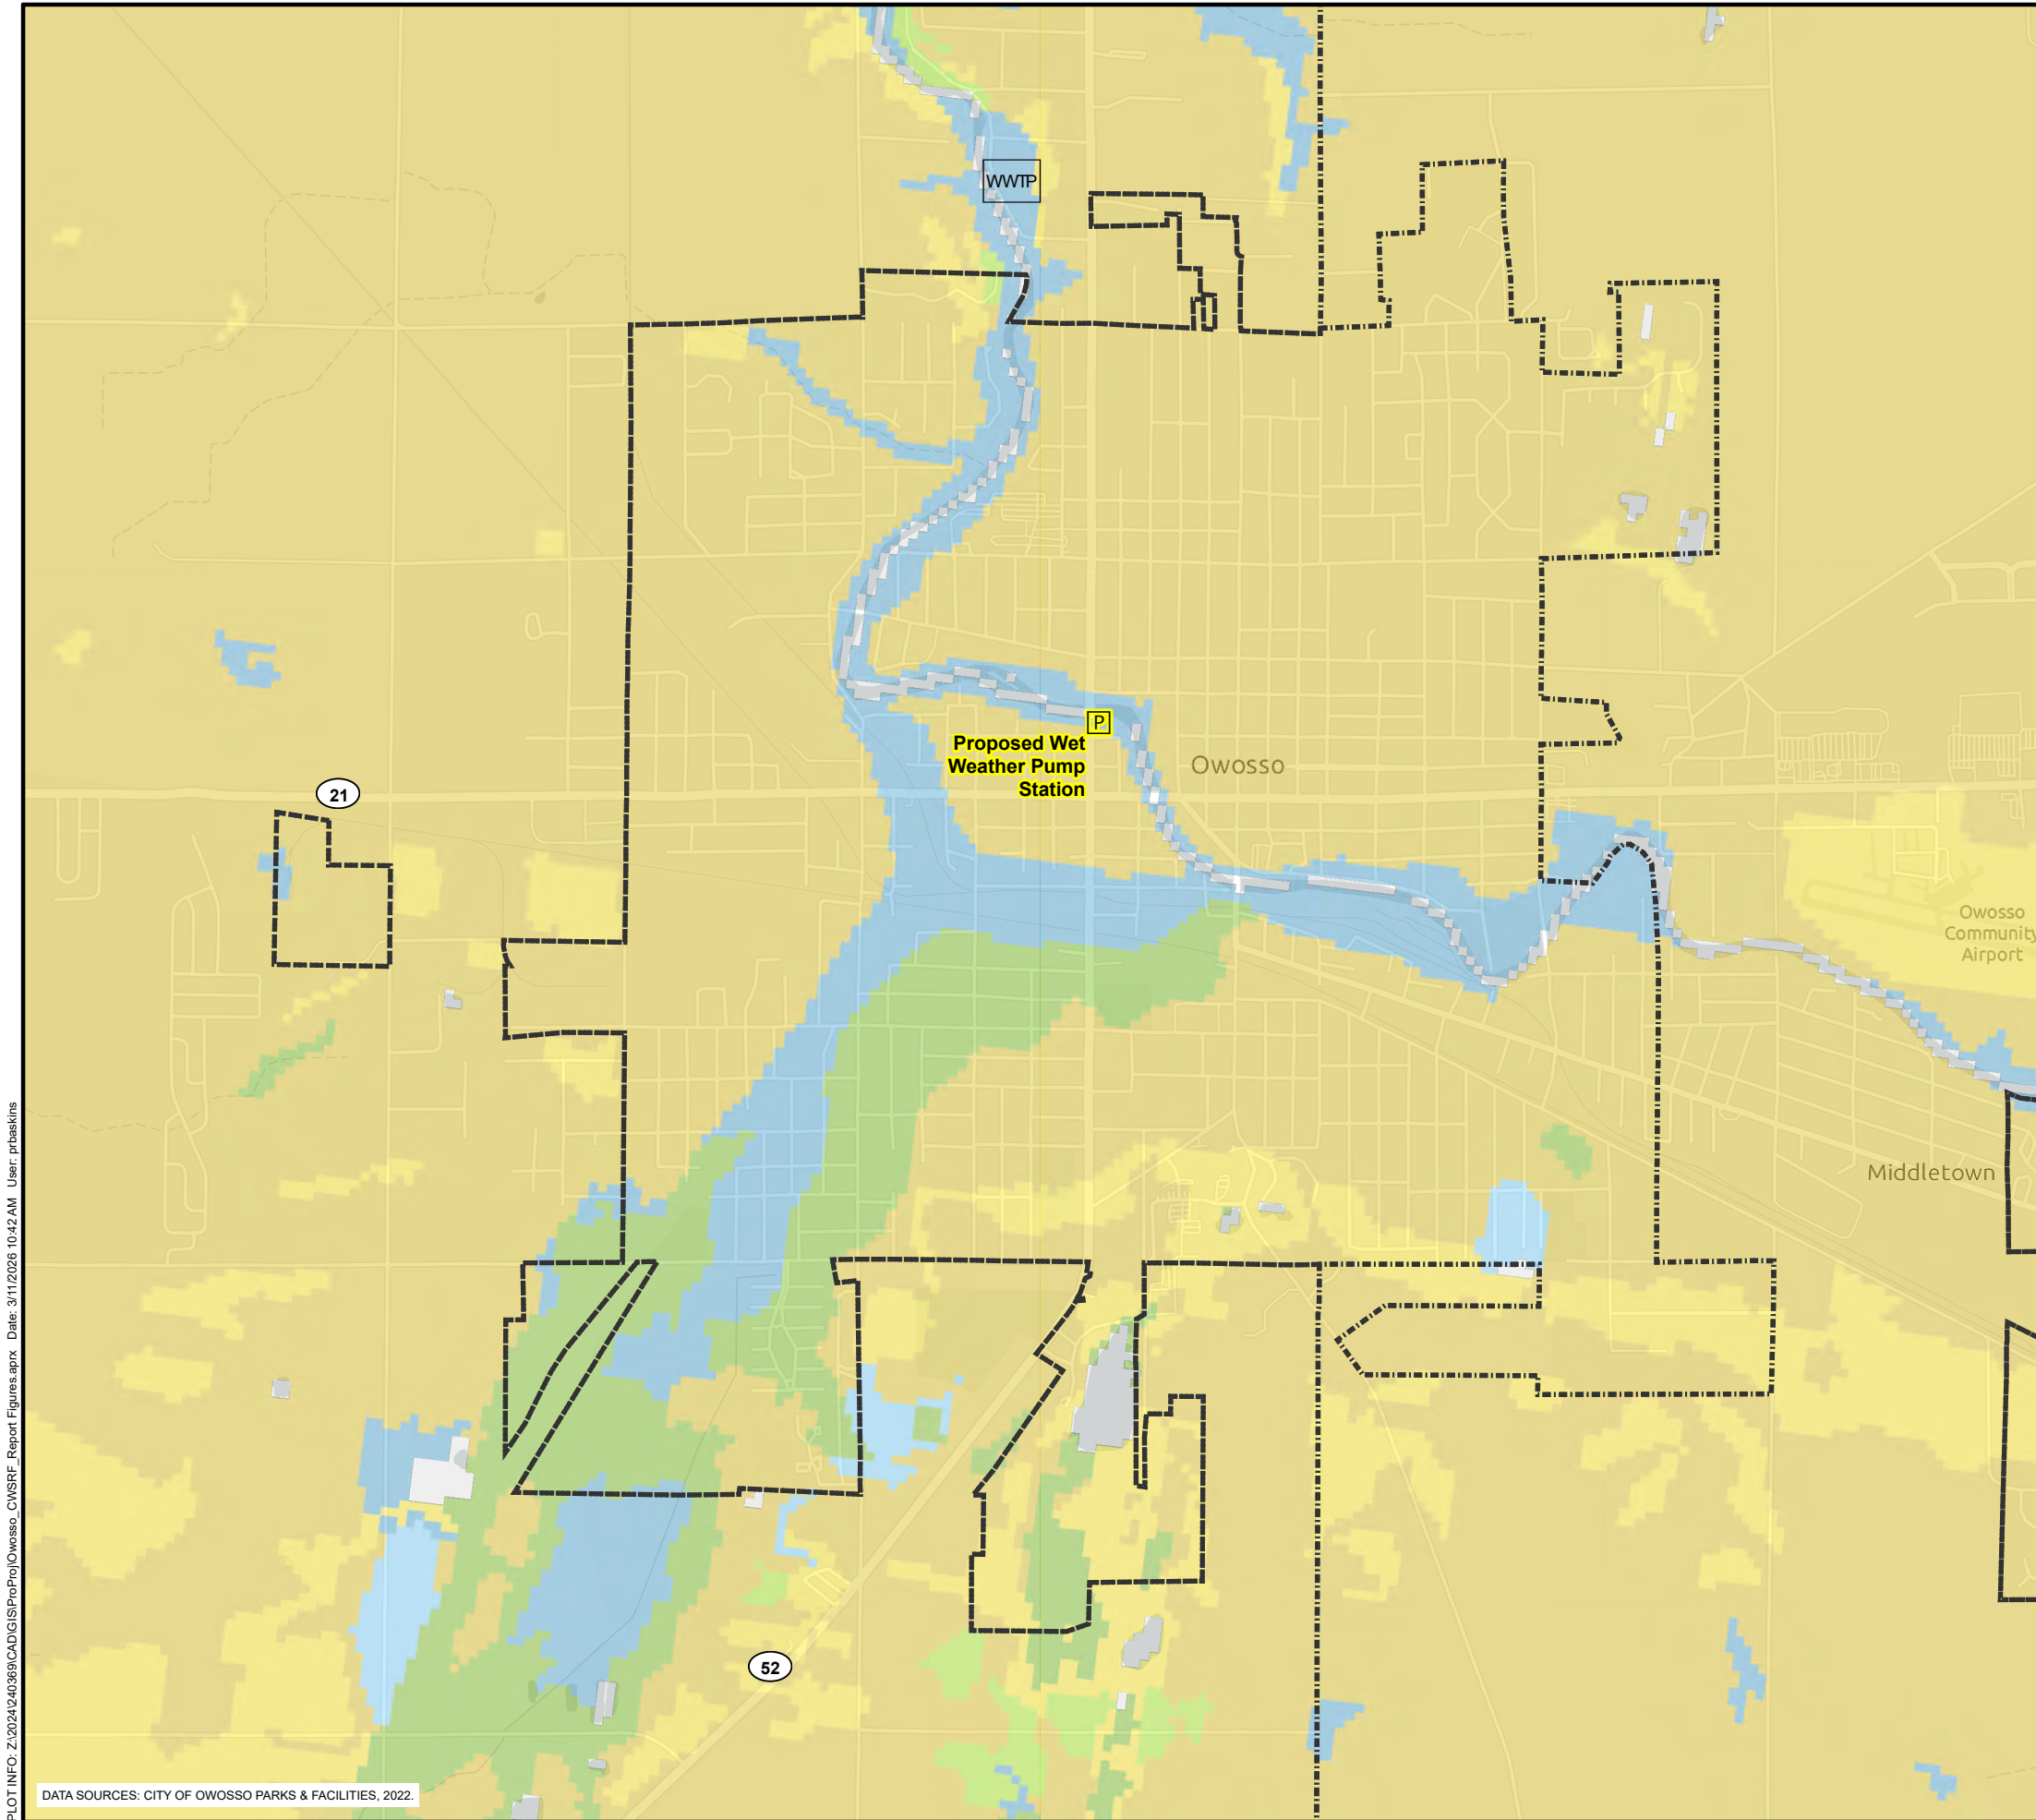 WWTP
P
Proposed Wet
Weather Pump
Station
Owosso
21
Owosso
Community
Airport
Middletown
52
DATA SOURCES: CITY OF OWOSSO PARKS & FACILITIES, 2022.
PLOT INFO: Z:\2024\240369\CAD\GIS\ProProj\Owosso_CWSRF_Report Figures.aprx Date: 3/11/2026 10:42 AM User: prbaskins